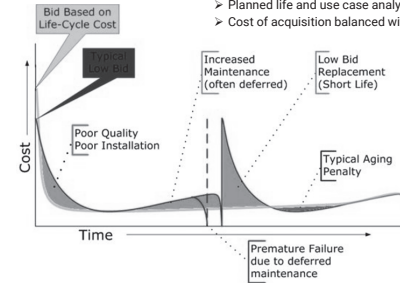 ➢ Planned life and use case analy
➢ Cost of acquisition balanced wi
Bid Based on
Life-Cycle Cost
Typical
Low Bid
Increased
Maintenance
(often deferred)
Low Bid
Replacement
(Short Life)
Poor Quality
Poor Installation
Typical Aging
Penalty
Cost
Time
Premature Failure
due to deferred
maintenance